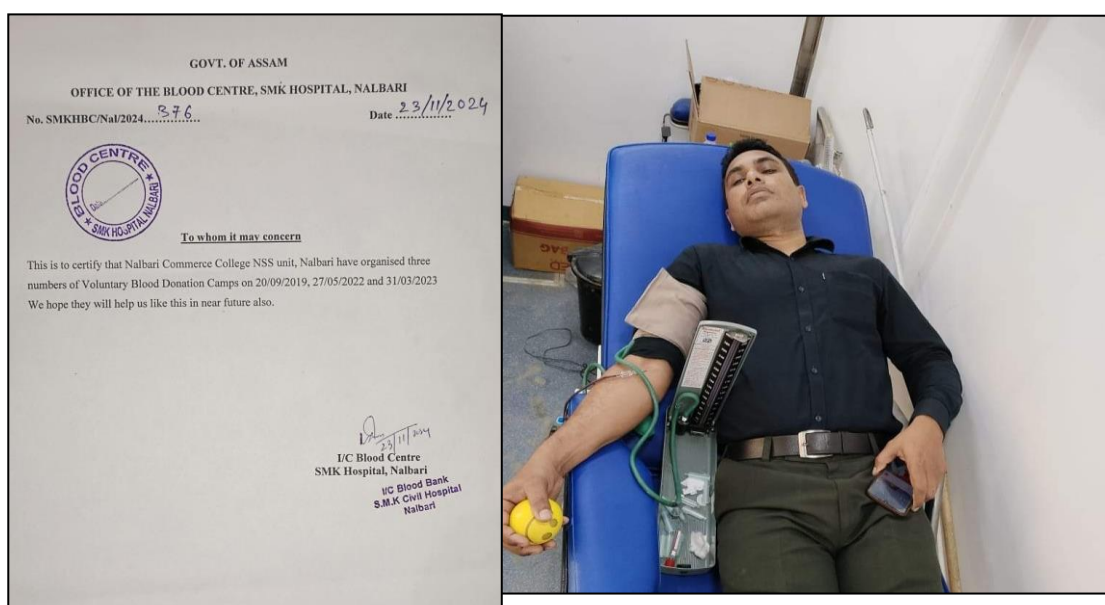 GOVT. OF ASSAM
OFFICE OF THE BLOOD CENTRE, SMK HOSPITAL, NALBARI
No. SMKHBC/Nal/2024..... 376 ..... Date 23/11/2024
BLOOD CENTRE
★ SMK HOSPITAL NALBARI ★
To whom it may concern
This is to certify that Nalbari Commerce College NSS unit, Nalbari have organised three
numbers of Voluntary Blood Donation Camps on 20/09/2019, 27/05/2022 and 31/03/2023
We hope they will help us like this in near future also.
23/11/2024
I/C Blood Centre
SMK Hospital, Nalbari
I/C Blood Bank
S.M.K Civil Hospital
Nalbari
BAG